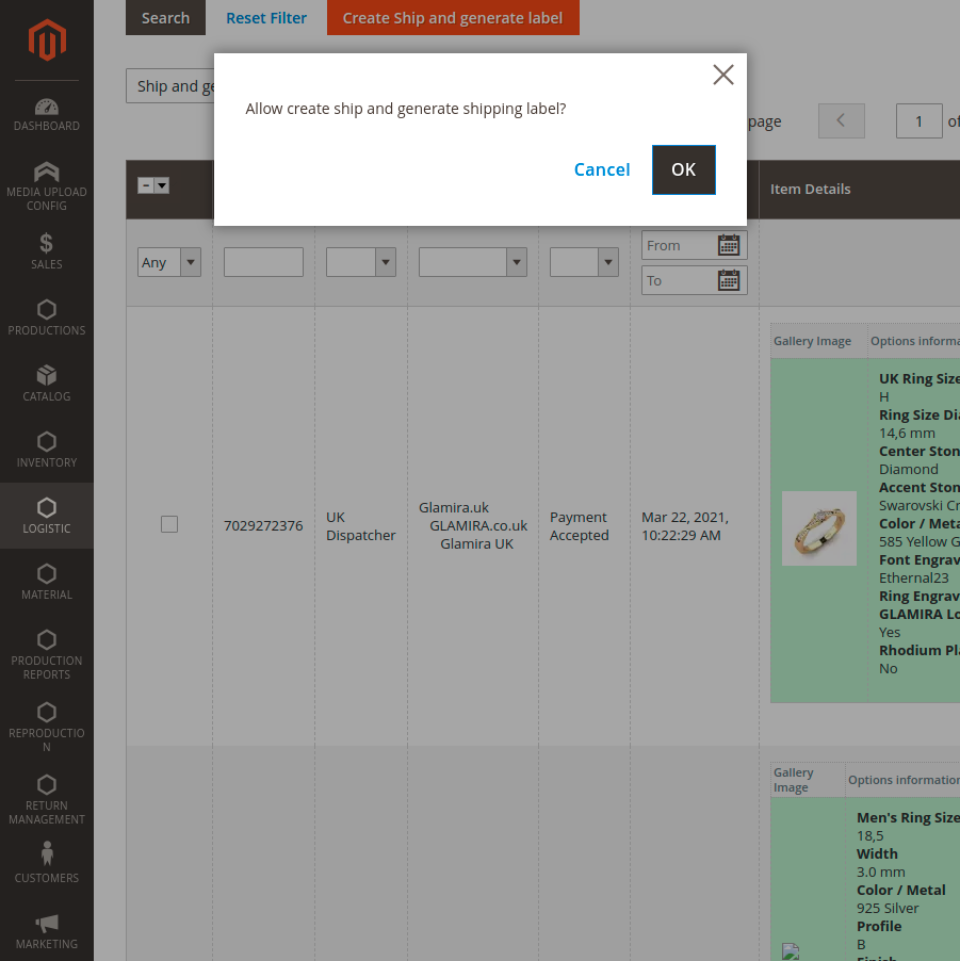 Search
Reset Filter
Create Ship and generate label
Ship and ge
Allow create ship and generate shipping label?
Cancel
OK
page
1
of
DASHBOARD
MEDIA UPLOAD
CONFIG
SALES
PRODUCTIONS
CATALOG
INVENTORY
LOGISTIC
MATERIAL
PRODUCTION
REPORTS
REPRODUCTIO
N
RETURN
MANAGEMENT
CUSTOMERS
MARKETING
Item Details
Any
From
To
7029272376
UK
Dispatcher
Glamira.uk
GLAMIRA.co.uk
Glamira UK
Payment
Accepted
Mar 22, 2021,
10:22:29 AM
Gallery Image
Options informa
UK Ring Size
H
Ring Size Dia
14,6 mm
Center Ston
Diamond
Accent Ston
Swarovski Cr
Color / Meta
585 Yellow G
Font Engrav
Ethernal23
Ring Engrav
GLAMIRA Lo
Yes
Rhodium Pla
No
Gallery
Image
Options information
Men's Ring Size
18,5
Width
3.0 mm
Color / Metal
925 Silver
Profile
B
Finish